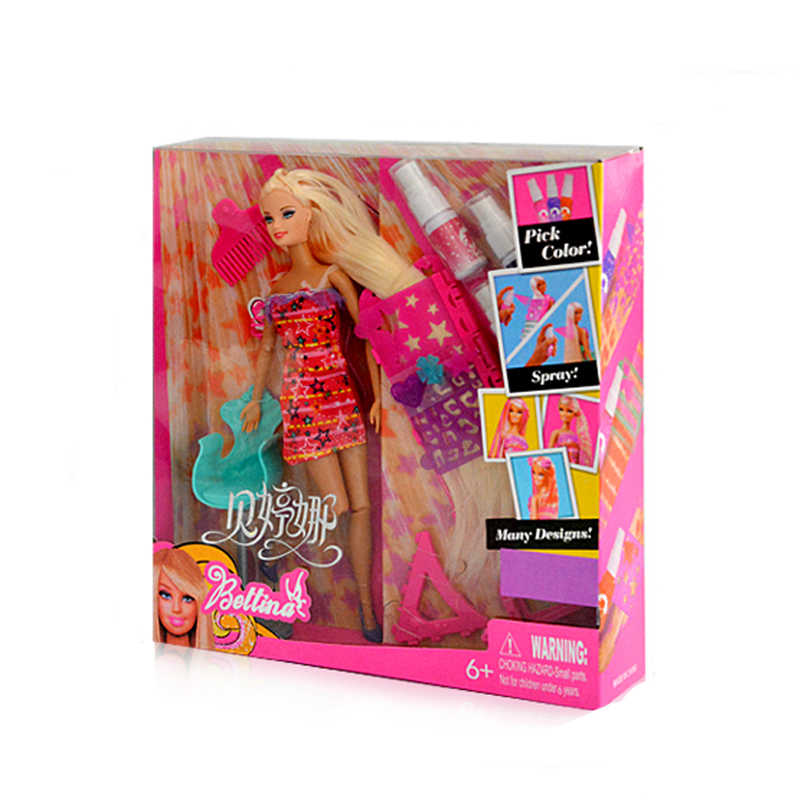 Pick
Color!
Spray!
Many Designs!
贝婷娜
Bettina
6+
WARNING:
CHOKING HAZARD-Small parts.
Not for children under 6 years.